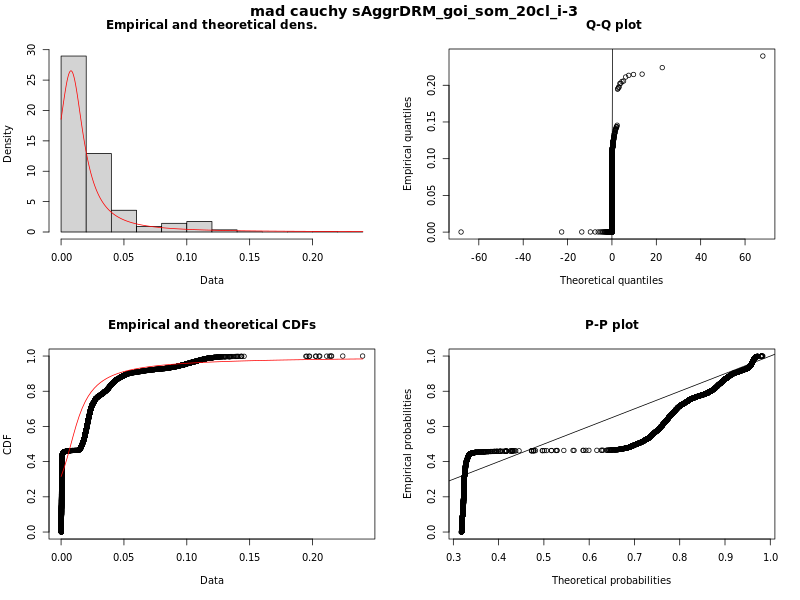 mad cauchy sAggrDRM_goi_som_20cl_i-3
Empirical and theoretical dens.
Density
0 5 10 15 20 25 30
0.00 0.05 0.10 0.15 0.20
Data
Q-Q plot
Empirical quantiles
0.00 0.05 0.10 0.15 0.20
-60 -40 -20 0 20 40 60
Theoretical quantiles
Empirical and theoretical CDFs
CDF
0.0 0.2 0.4 0.6 0.8 1.0
0.00 0.05 0.10 0.15 0.20
Data
P-P plot
Empirical probabilities
0.0 0.2 0.4 0.6 0.8 1.0
0.3 0.4 0.5 0.6 0.7 0.8 0.9 1.0
Theoretical probabilities